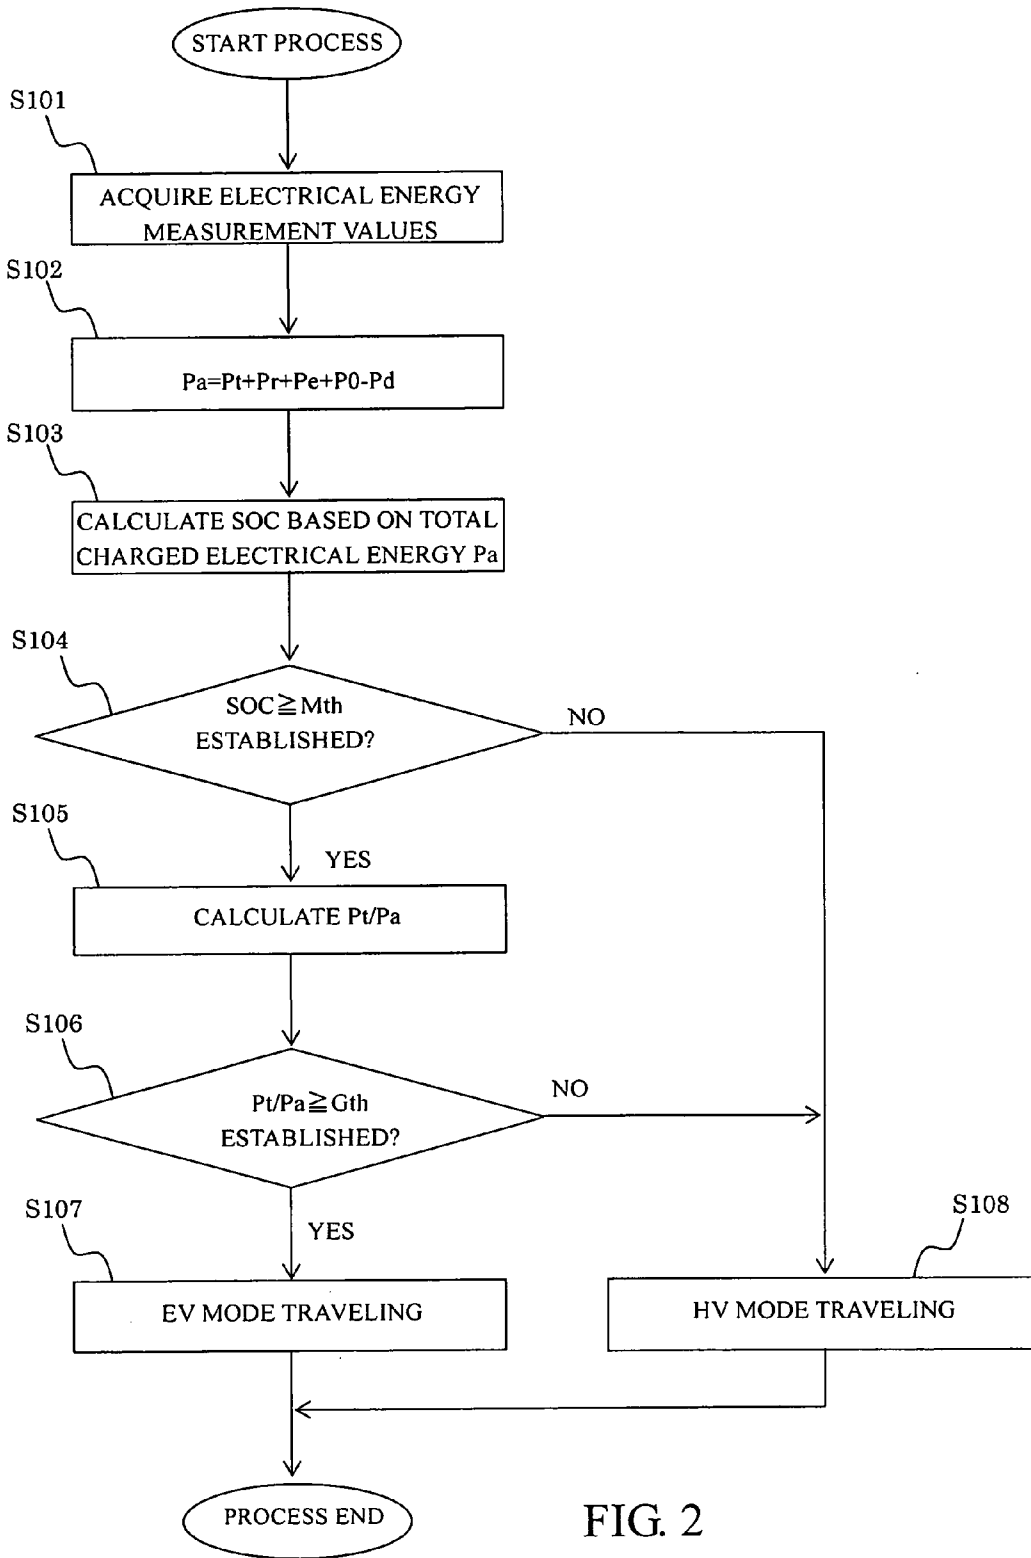 START PROCESS
S101
ACQUIRE ELECTRICAL ENERGY
MEASUREMENT VALUES
S102
Pa=Pt+Pr+Pe+P0-Pd
S103
CALCULATE SOC BASED ON TOTAL
CHARGED ELECTRICAL ENERGY Pa
S104
SOC≧Mth
ESTABLISHED?
NO
S105
YES
CALCULATE Pt/Pa
S106
Pt/Pa≧Gth
ESTABLISHED?
NO
S107
YES
S108
EV MODE TRAVELING
HV MODE TRAVELING
PROCESS END
FIG. 2